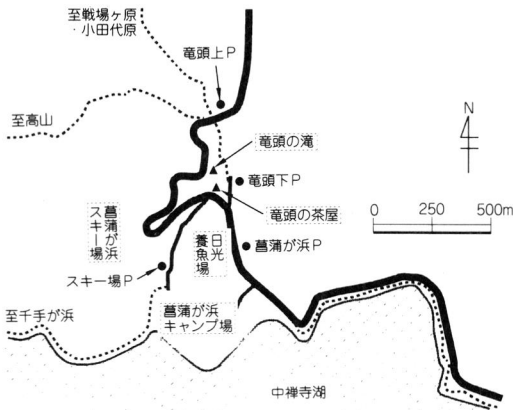 至戦場ヶ原
・小田代原
竜頭上P
至高山
N
竜頭の滝
竜頭下P
竜頭の茶屋
0 250 500m
菖蒲が浜
スキー場
日光
養魚場
菖蒲が浜P
スキー場P
至千手が浜
菖蒲が浜
キャンプ場
中禅寺湖